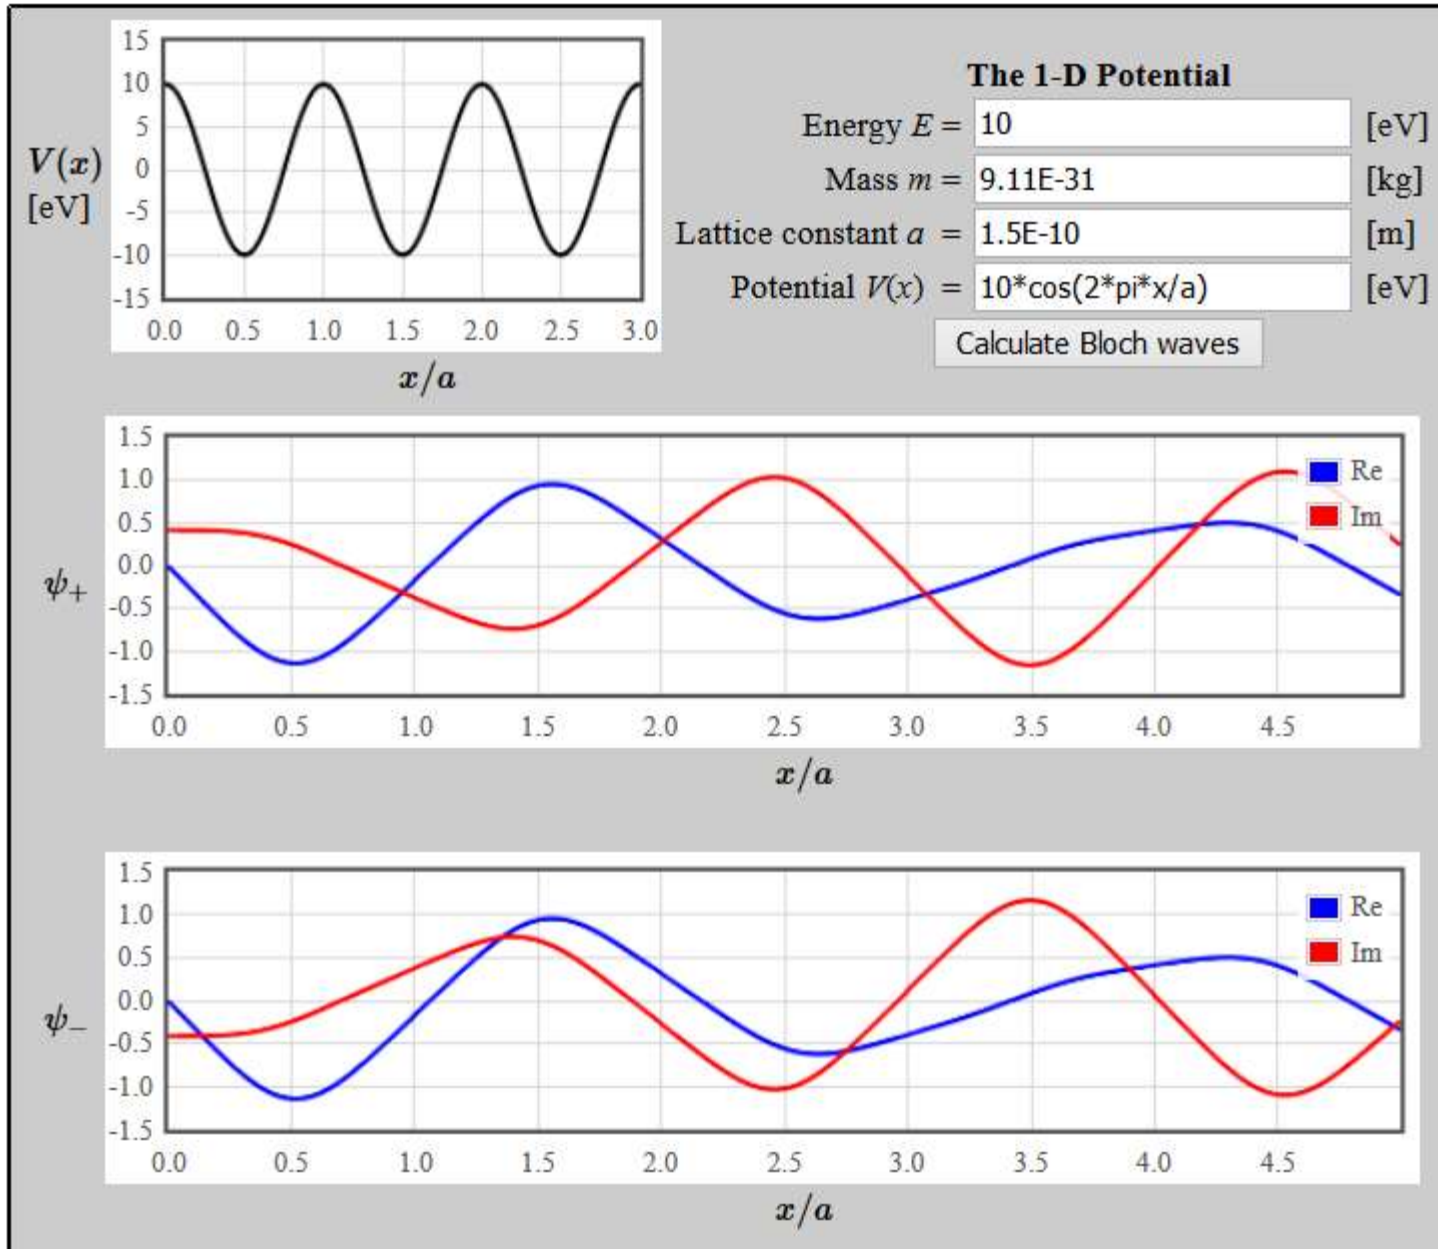 The 1-D Potential
Energy E = 10 [eV]
Mass m = 9.11E-31 [kg]
Lattice constant a = 1.5E-10 [m]
Potential V(x) = 10*cos(2*pi*x/a) [eV]
Calculate Bloch waves
V(x)
[eV]
15
10
5
0
-5
-10
-15
0.0 0.5 1.0 1.5 2.0 2.5 3.0
x/a
ψ+
1.5
1.0
0.5
0.0
-0.5
-1.0
-1.5
Re
Im
0.0 0.5 1.0 1.5 2.0 2.5 3.0 3.5 4.0 4.5
x/a
ψ−
1.5
1.0
0.5
0.0
-0.5
-1.0
-1.5
Re
Im
0.0 0.5 1.0 1.5 2.0 2.5 3.0 3.5 4.0 4.5
x/a